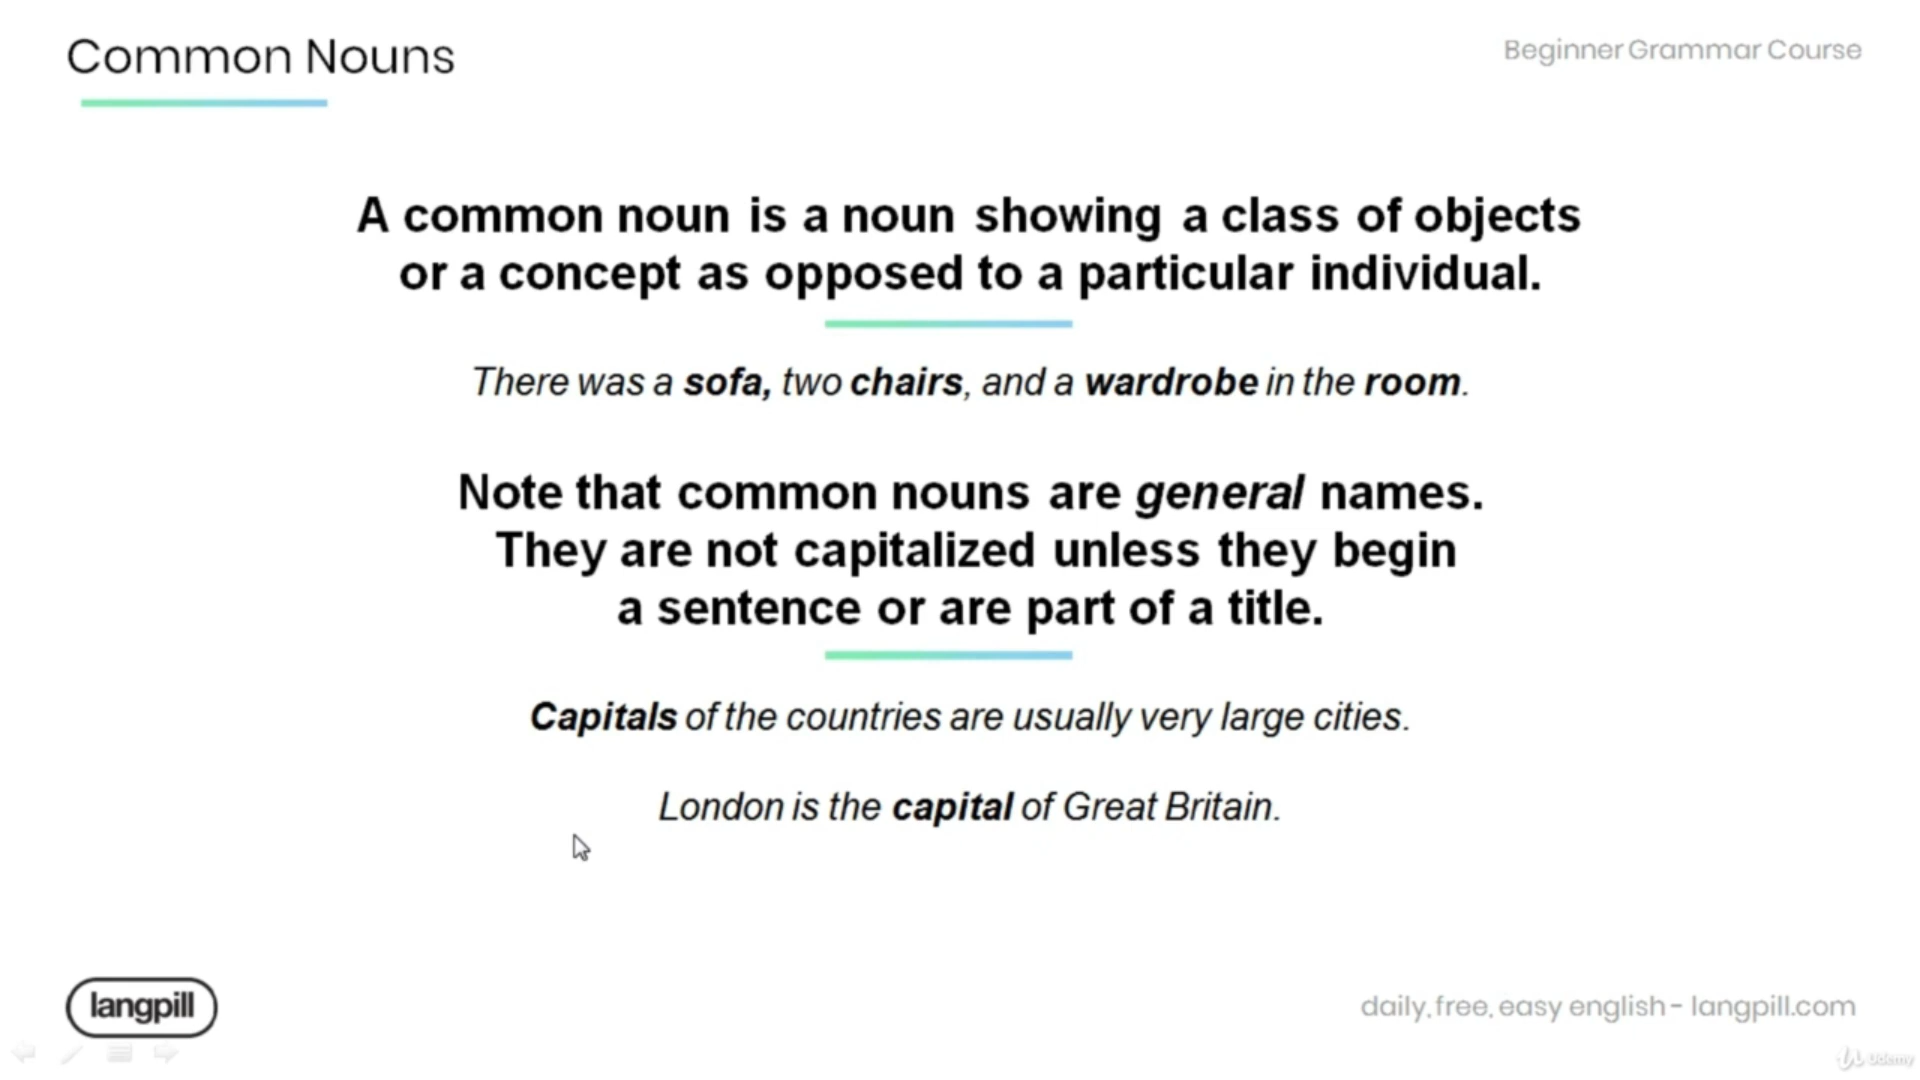 Common Nouns
Beginner Grammar Course
A common noun is a noun showing a class of objects
or a concept as opposed to a particular individual.
There was a sofa, two chairs, and a wardrobe in the room.
Note that common nouns are general names.
They are not capitalized unless they begin
a sentence or are part of a title.
Capitals of the countries are usually very large cities.
London is the capital of Great Britain.
langpill
daily, free, easy english - langpill.com
Udemy